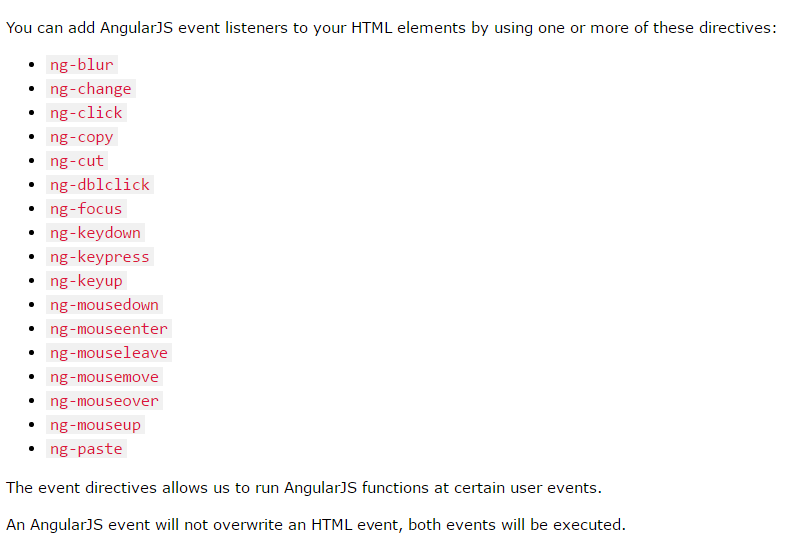 You can add AngularJS event listeners to your HTML elements by using one or more of these directives:
ng-blur
ng-change
ng-click
ng-copy
ng-cut
ng-dblclick
ng-focus
ng-keydown
ng-keypress
ng-keyup
ng-mousedown
ng-mouseenter
ng-mouseleave
ng-mousemove
ng-mouseover
ng-mouseup
ng-paste
The event directives allows us to run AngularJS functions at certain user events.
An AngularJS event will not overwrite an HTML event, both events will be executed.